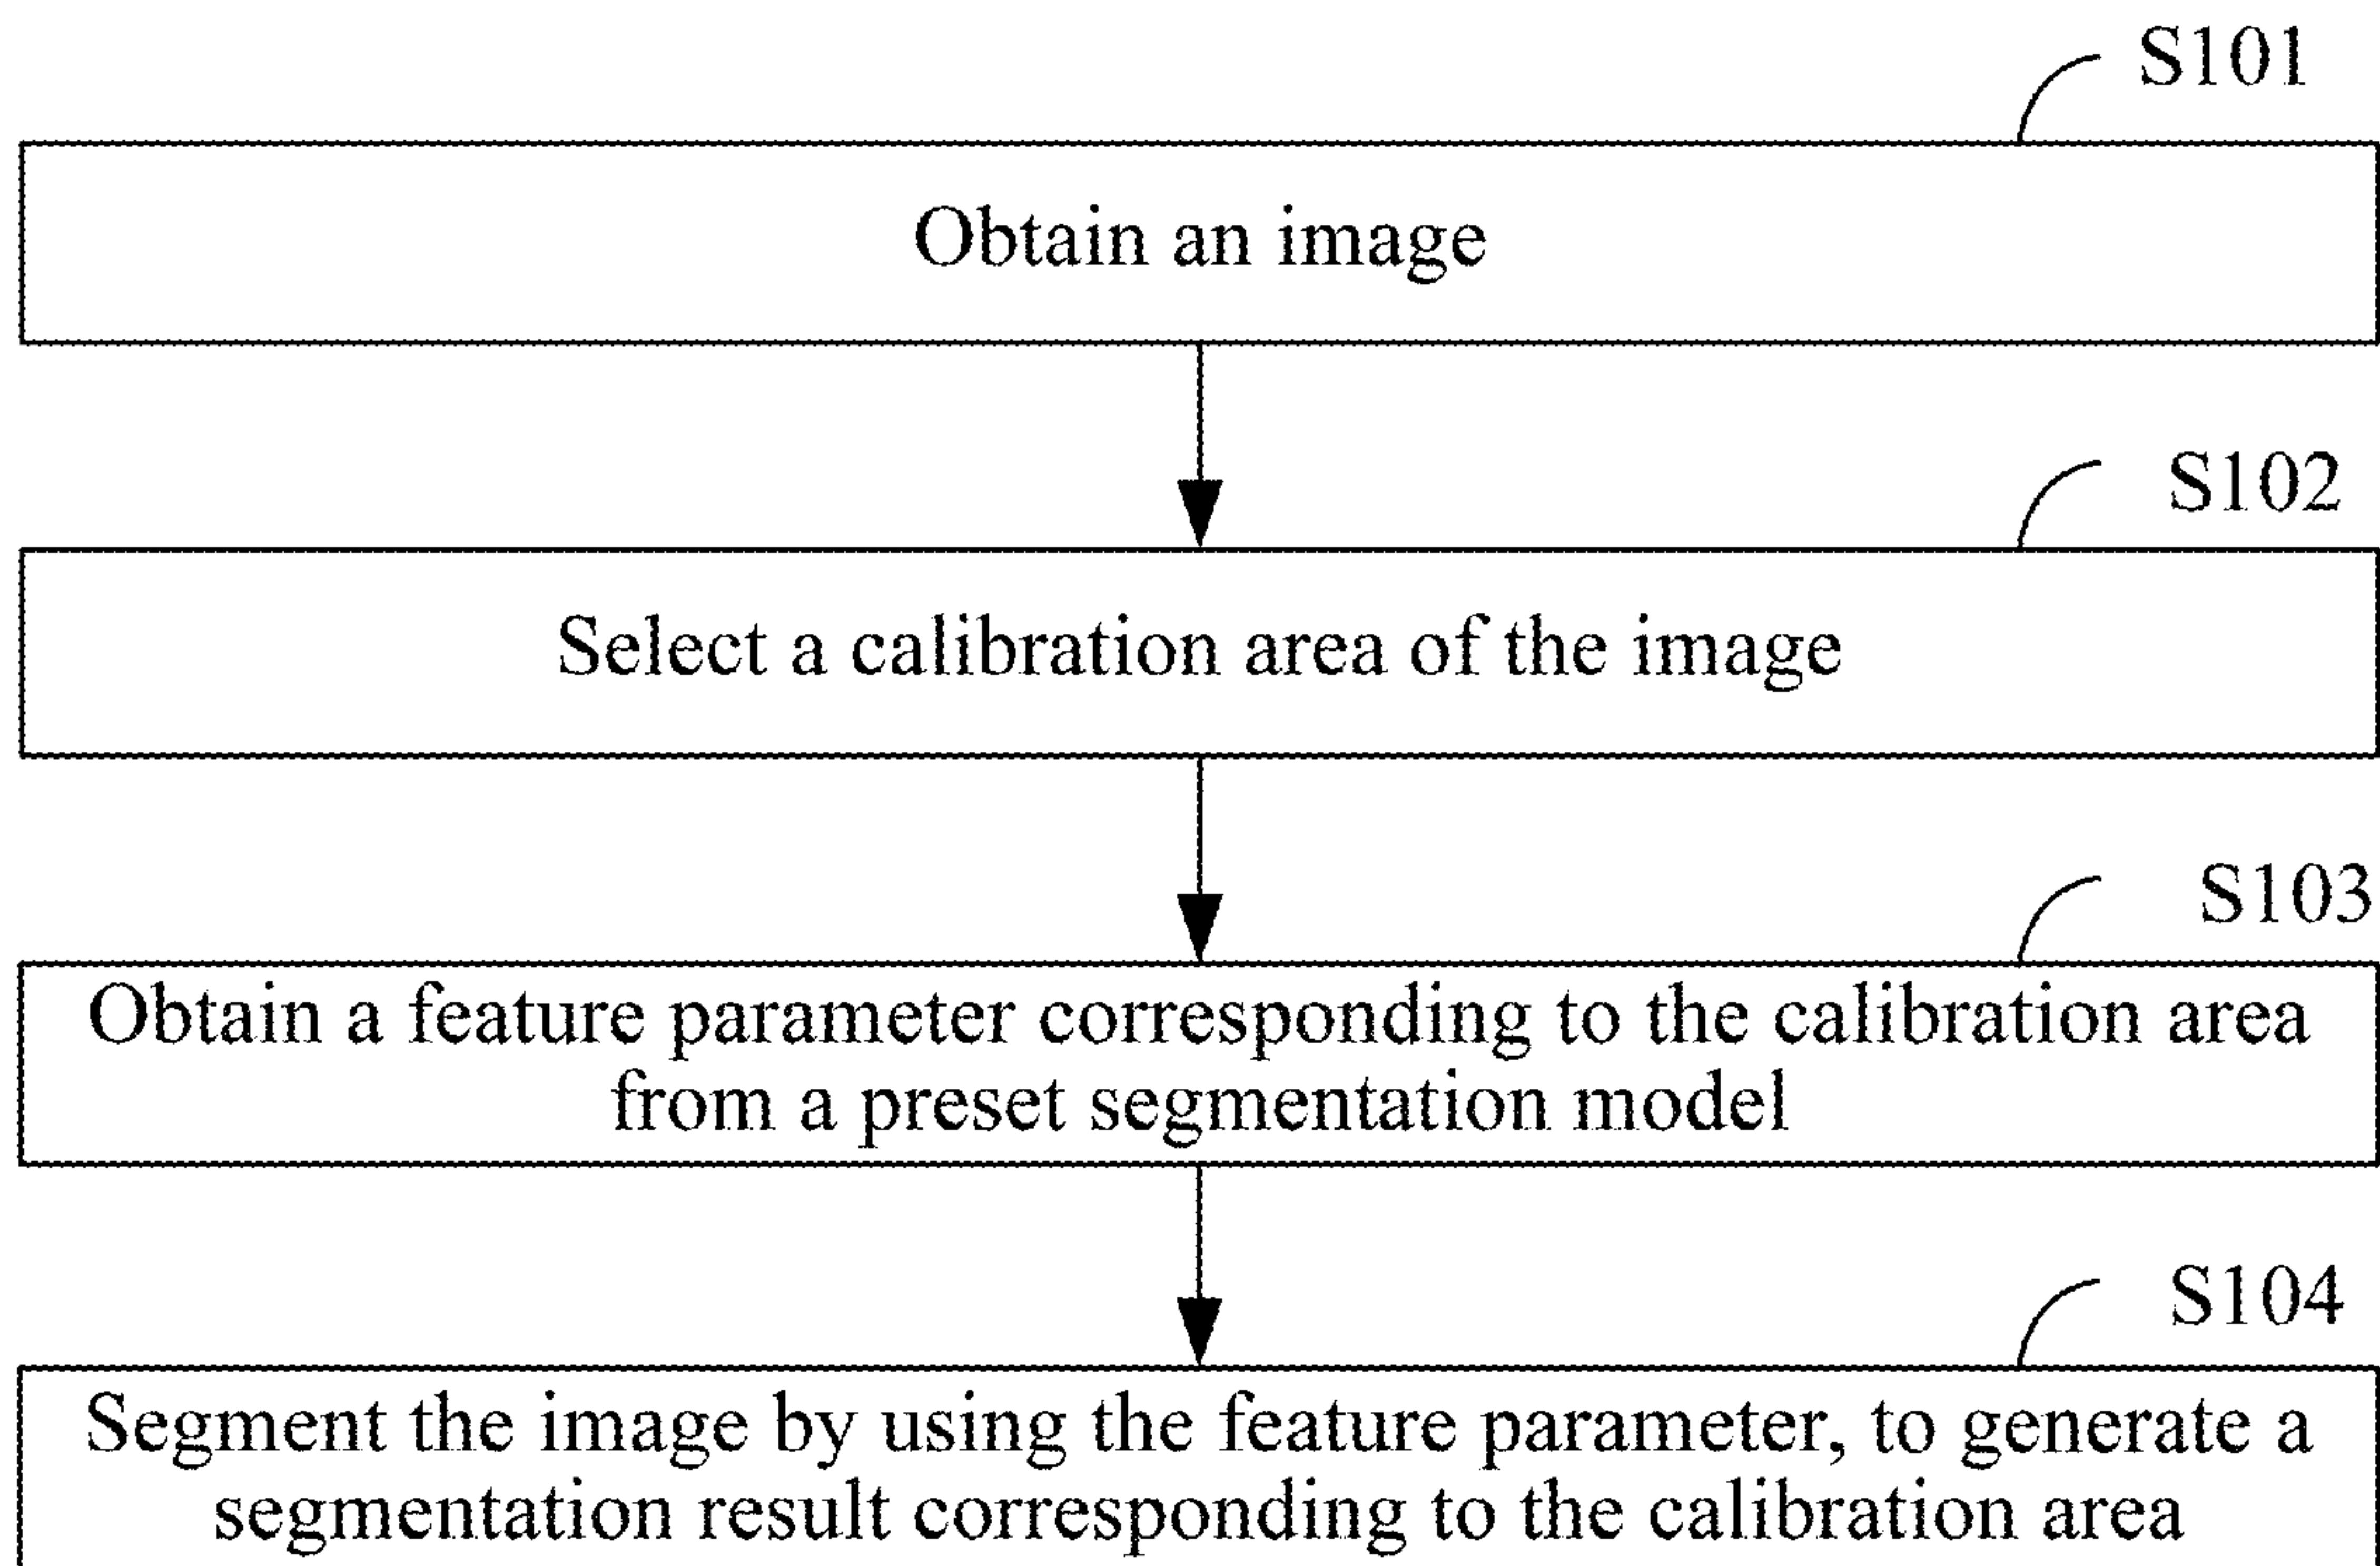 S101
Obtain an image
S102
Select a calibration area of the image
S103
Obtain a feature parameter corresponding to the calibration area
from a preset segmentation model
S104
Segment the image by using the feature parameter, to generate a
segmentation result corresponding to the calibration area